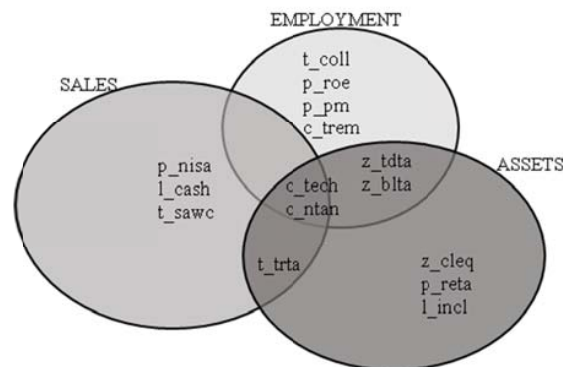 EMPLOYMENT
t_coll
p_roe
p_pm
c_trem
SALES
p_nisa
l_cash
t_sawc
c_tech
c_ntan
z_tdta
z_blta
ASSETS
t_trta
z_cleq
p_reta
l_incl